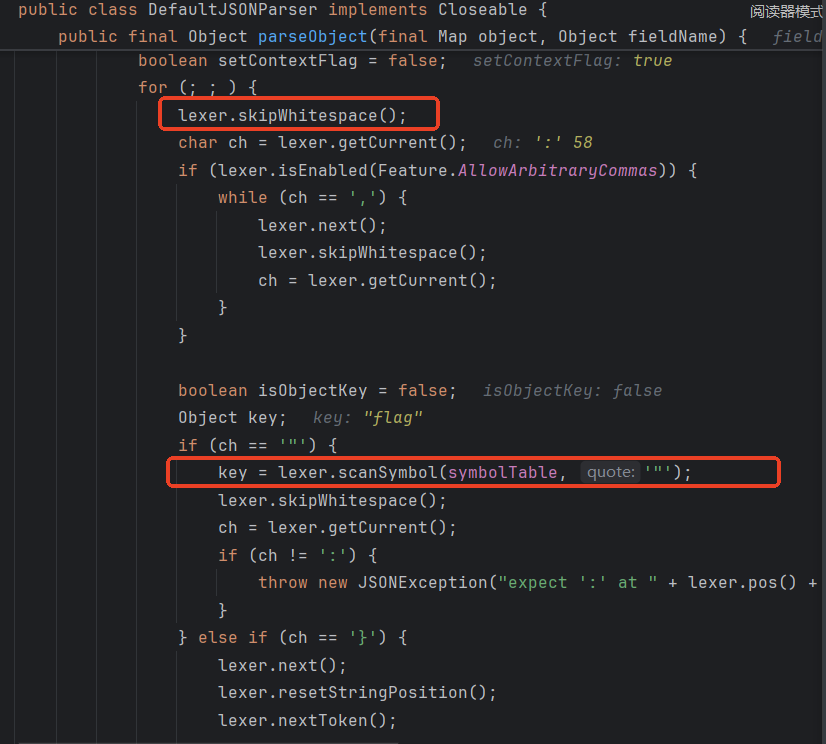 public class DefaultJSONParser implements Closeable {
阅读器模式
public final Object parseObject(final Map object, Object fieldName) { field
boolean setContextFlag = false; setContextFlag: true
for (; ; ) {
lexer.skipWhitespace();
char ch = lexer.getCurrent(); ch: ':' 58
if (lexer.isEnabled(Feature.AllowArbitraryCommas)) {
while (ch == ',') {
lexer.next();
lexer.skipWhitespace();
ch = lexer.getCurrent();
}
}
boolean isObjectKey = false; isObjectKey: false
Object key; key: "flag"
if (ch == '"') {
key = lexer.scanSymbol(symbolTable, quote: '"');
lexer.skipWhitespace();
ch = lexer.getCurrent();
if (ch != ':') {
throw new JSONException("expect ':' at " + lexer.pos() +
}
} else if (ch == '}') {
lexer.next();
lexer.resetStringPosition();
lexer.nextToken();